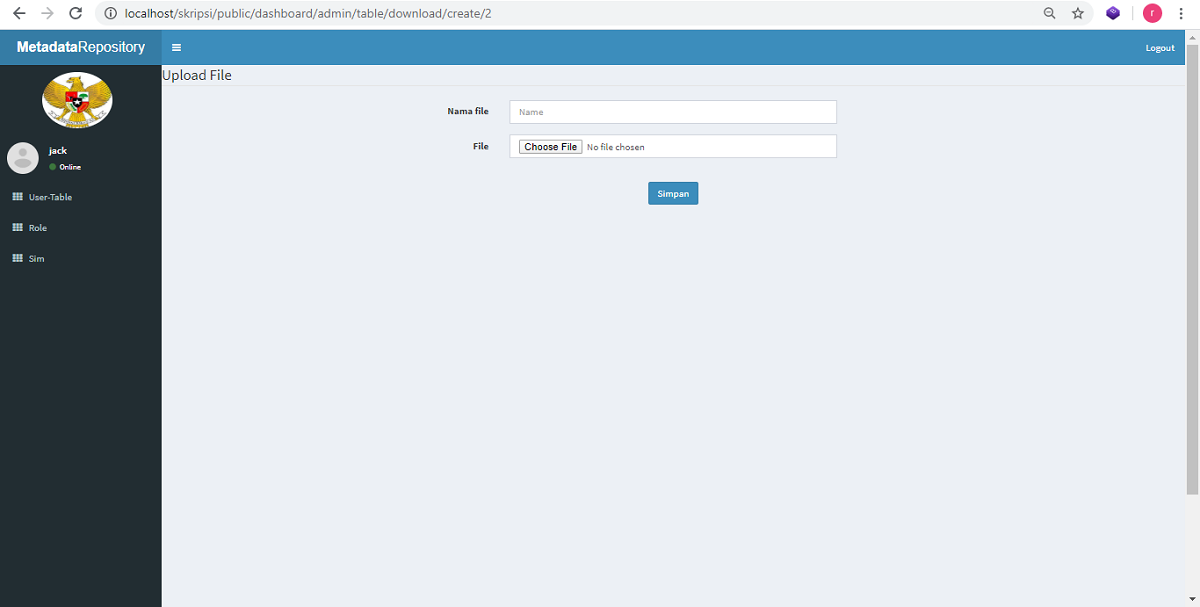 localhost/skripsi/public/dashboard/admin/table/download/create/2
r
MetadataRepository
Logout
Upload File
jack
Online
User-Table
Role
Sim
Nama file
Name
File
Choose File No file chosen
Simpan